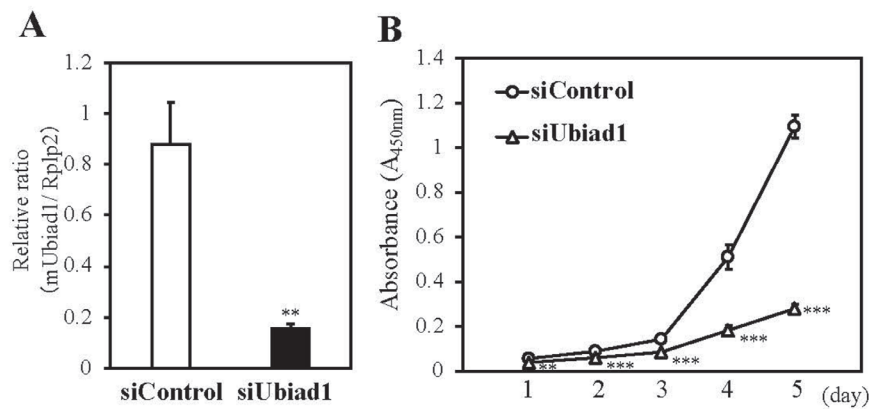 A
Relative ratio
(mUbiad1/ Rplp2)
1.2
1
0.8
0.6
0.4
0.2
0
**
siControl siUbiad1
B
Absorbance (A450nm)
1.4
1.2
1
0.8
0.6
0.4
0.2
0
siControl
siUbiad1
** *** *** *** ***
1 2 3 4 5 (day)